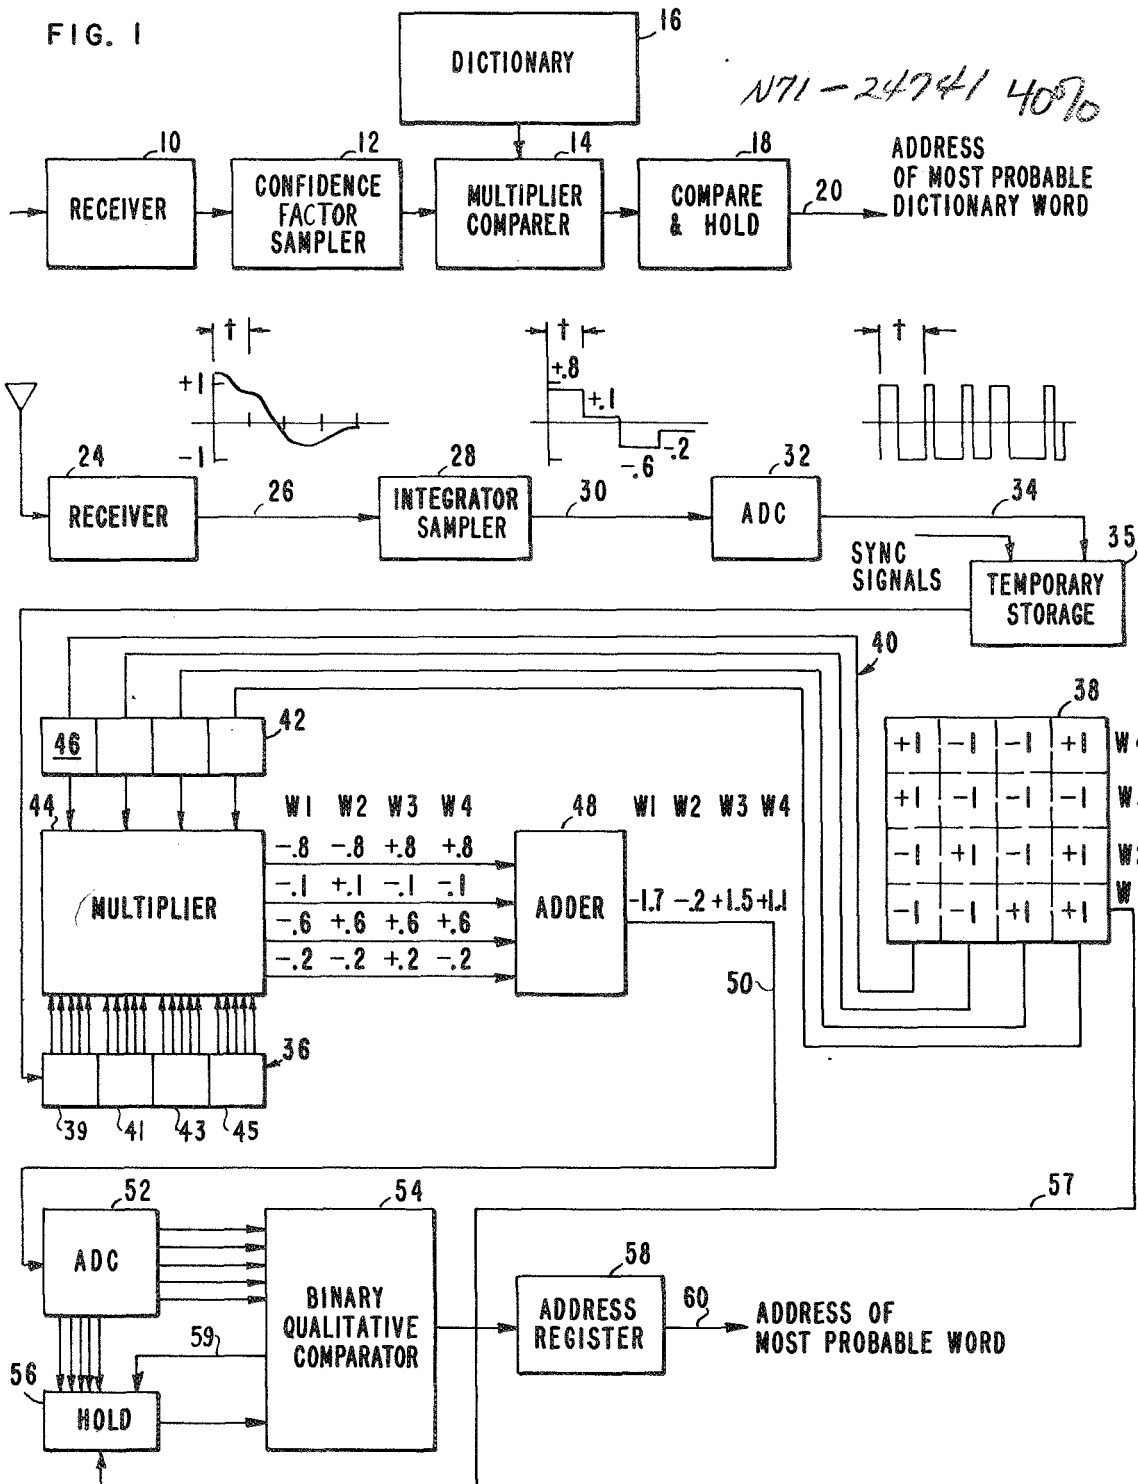 FIG. 1
16
DICTIONARY
N71-24741 40%
10
12
14
18
RECEIVER
CONFIDENCE
FACTOR
SAMPLER
MULTIPLIER
COMPARER
COMPARE
& HOLD
20
ADDRESS
OF MOST PROBABLE
DICTIONARY WORD
t
+1
-1
t
+.8
+.1
-.6
-.2
t
24
RECEIVER
26
28
INTEGRATOR
SAMPLER
30
32
ADC
34
SYNC
SIGNALS
35
TEMPORARY
STORAGE
40
38
42
46
+1 -1 -1 +1 W4
+1 -1 -1 -1 W
-1 +1 -1 +1 W2
-1 -1 +1 +1 W
44
MULTIPLIER
W1 W2 W3 W4
-.8 -.8 +.8 +.8
-.1 +.1 -.1 -.1
-.6 +.6 +.6 +.6
-.2 -.2 +.2 -.2
48
ADDER
W1 W2 W3 W4
-1.7 -.2 +1.5 +1.1
50
36
39 41 43 45
52
ADC
54
BINARY
QUALITATIVE
COMPARATOR
57
58
ADDRESS
REGISTER
60
ADDRESS OF
MOST PROBABLE WORD
59
56
HOLD